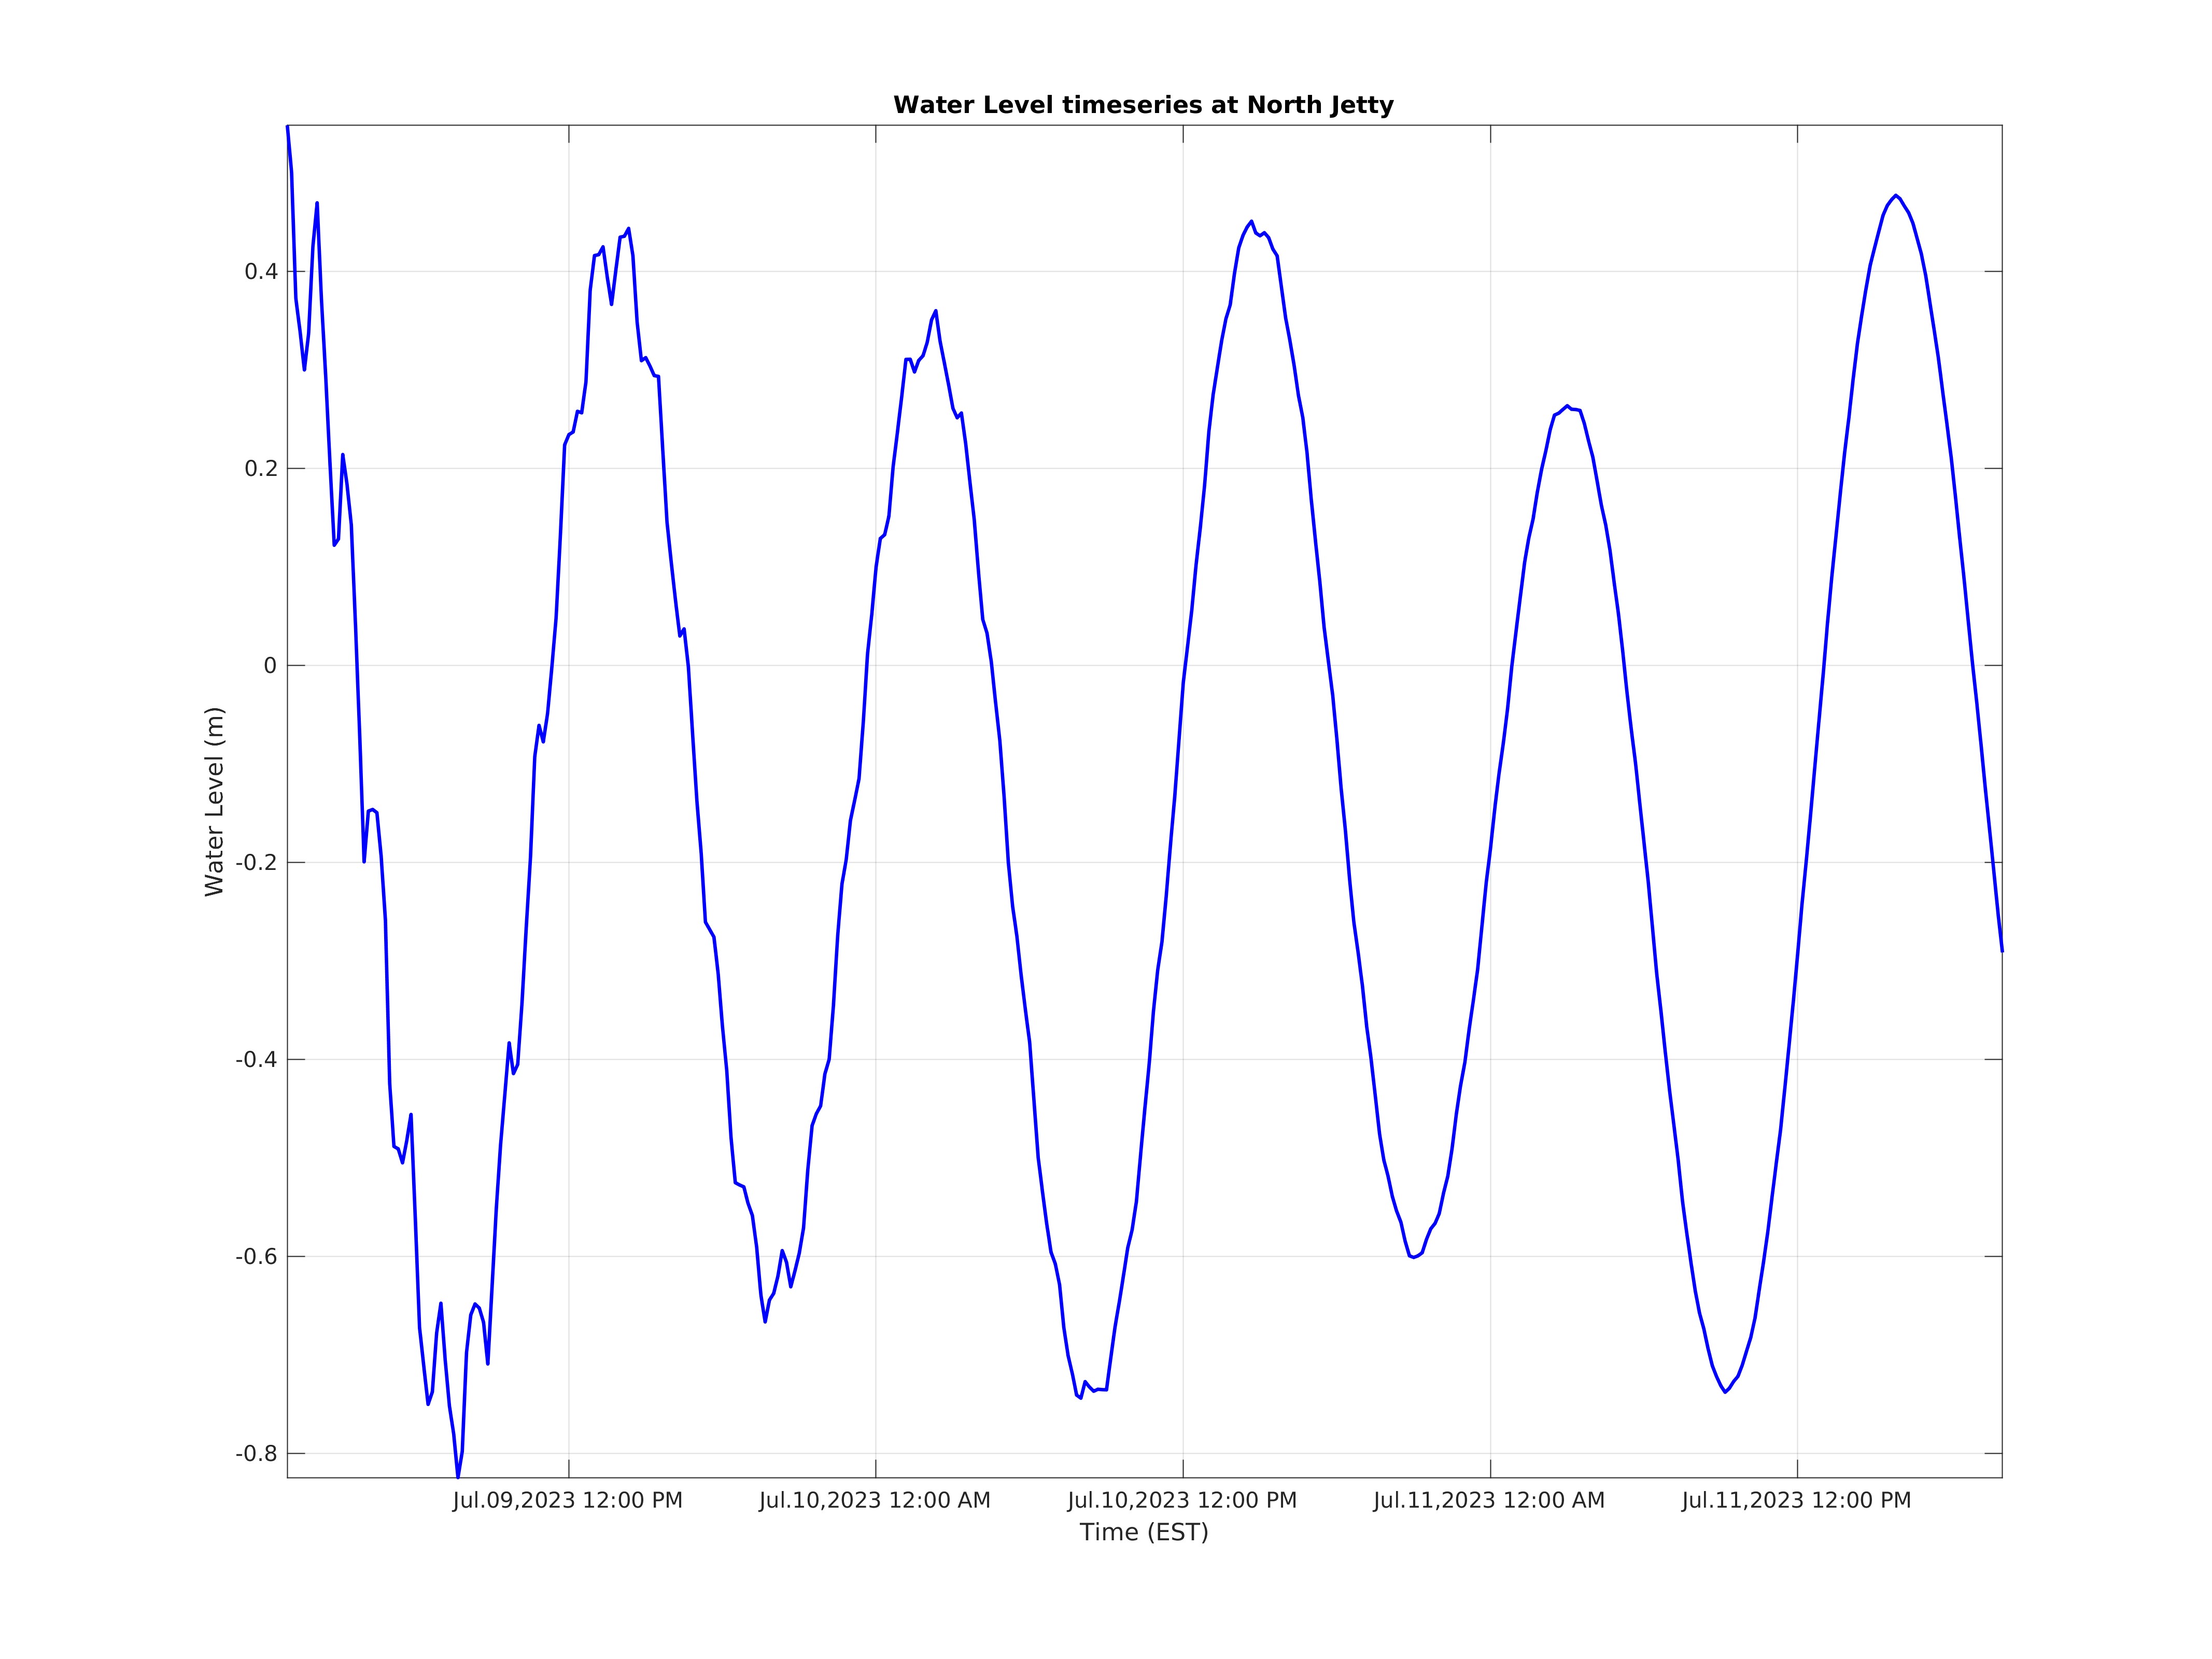 Water Level timeseries at North Jetty
Water Level (m)
0.4
0.2
0
-0.2
-0.4
-0.6
-0.8
Jul.09,2023 12:00 PM
Jul.10,2023 12:00 AM
Jul.10,2023 12:00 PM
Jul.11,2023 12:00 AM
Jul.11,2023 12:00 PM
Time (EST)